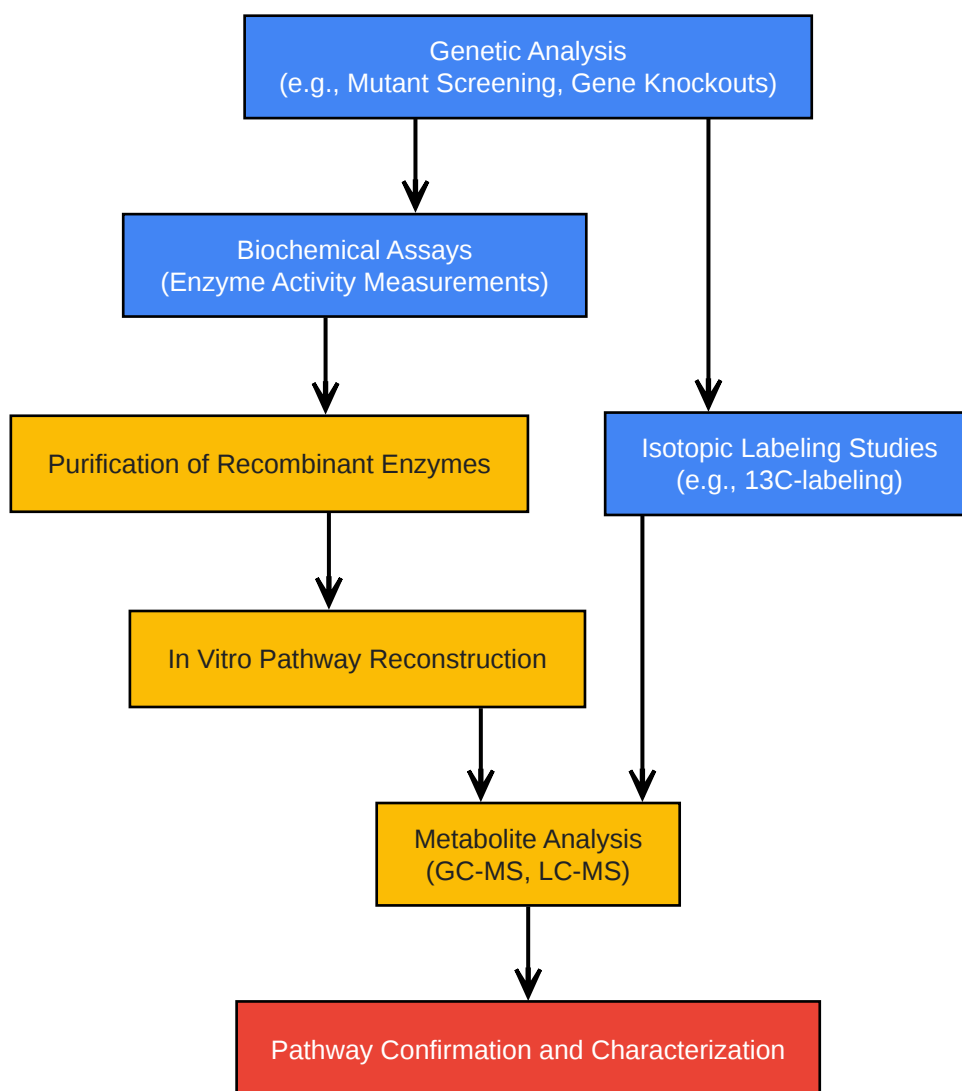 Genetic Analysis
(e.g., Mutant Screening, Gene Knockouts)
Biochemical Assays
(Enzyme Activity Measurements)
Purification of Recombinant Enzymes
Isotopic Labeling Studies
(e.g., 13C-labeling)
In Vitro Pathway Reconstruction
Metabolite Analysis
(GC-MS, LC-MS)
Pathway Confirmation and Characterization